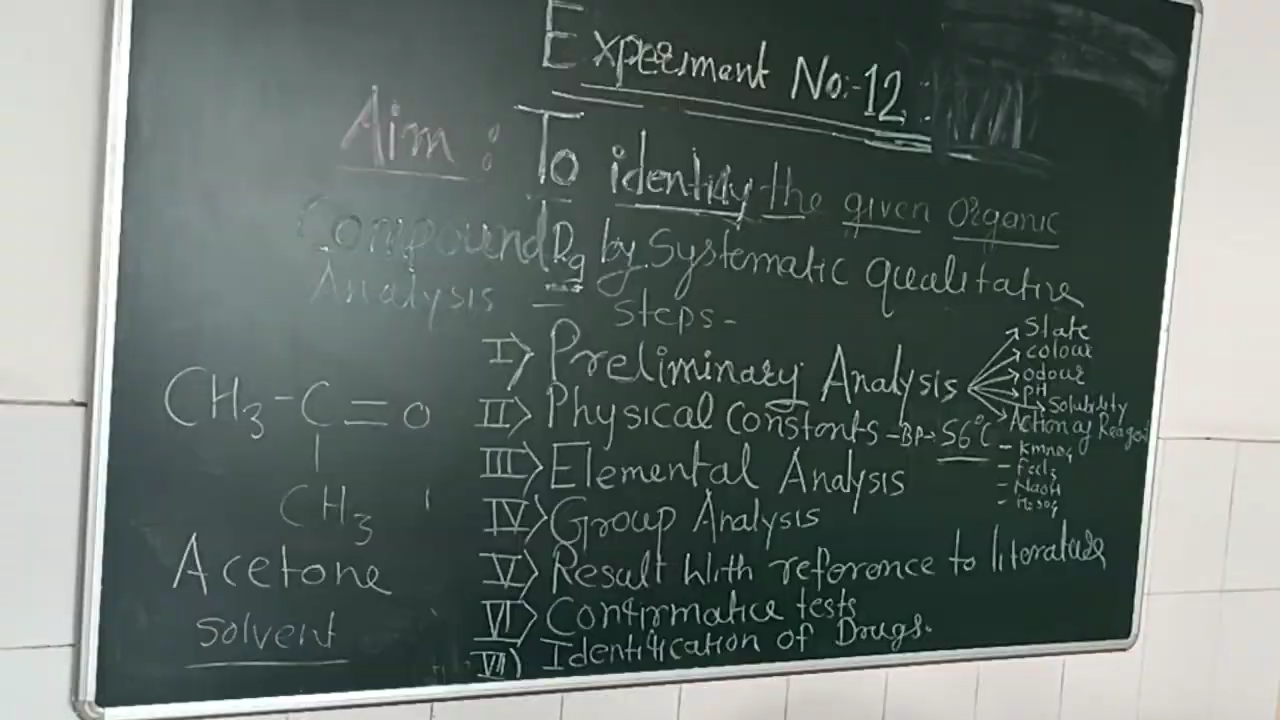 Experiment No:-12
Aim : To identify the given Organic
Compound by Systematic qualitative
Analysis - Steps -
I) Preliminary Analysis
State
colour
odour
pH
Solubility
Action of Reagent
- KMnO4
- FeCl3
- NaOH
- H2SO4
II) Physical Constants - BP → 56°C
III) Elemental Analysis
IV) Group Analysis
V) Result With reference to literature
VI) Confirmatice tests
VII) Identification of Drugs.
CH3 - C = O
|
CH3
Acetone
solvent